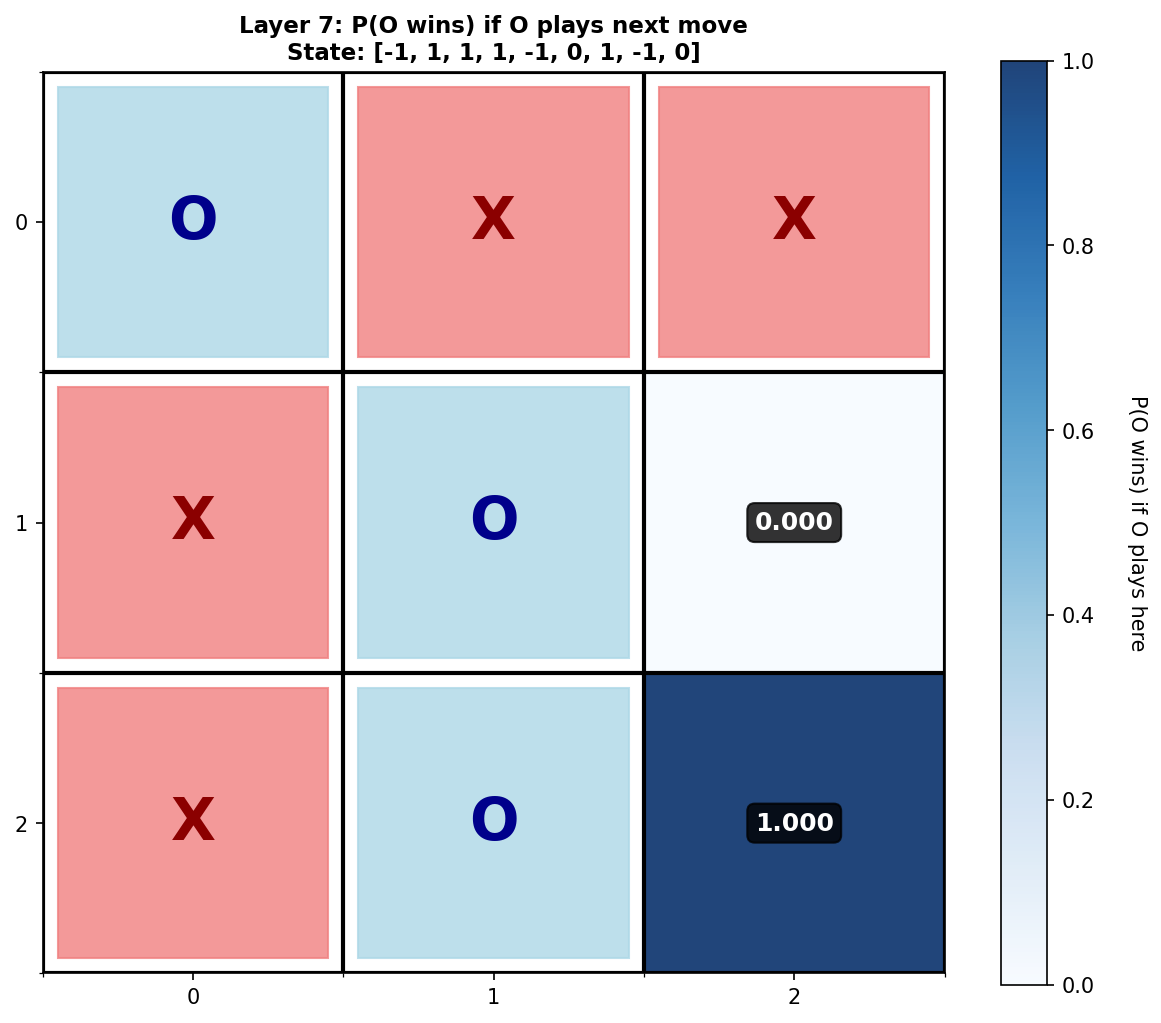 Layer 7: P(O wins) if O plays next move
State: [-1, 1, 1, 1, -1, 0, 1, -1, 0]
0
O
X
X
1
X
O
0.000
2
X
O
1.000
0
1
2
1.0
0.8
0.6
0.4
0.2
0.0
P(O wins) if O plays here